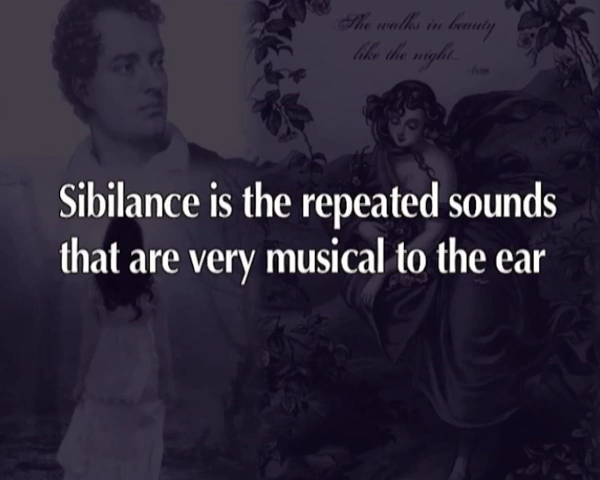 She walks in beauty
like the night...
Sibilance is the repeated sounds
that are very musical to the ear